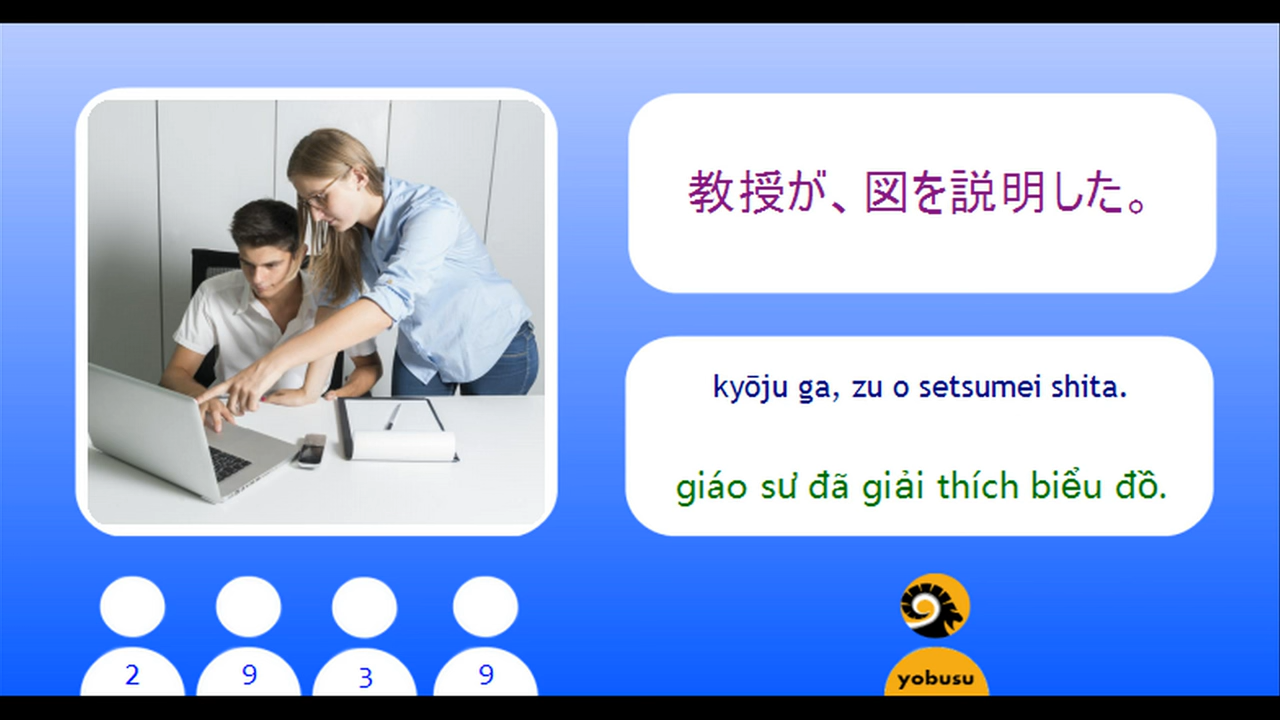 教授が、図を説明した。
kyōju ga, zu o setsumei shita.
giáo sư đã giải thích biểu đồ.
2 9 3 9
yobusu